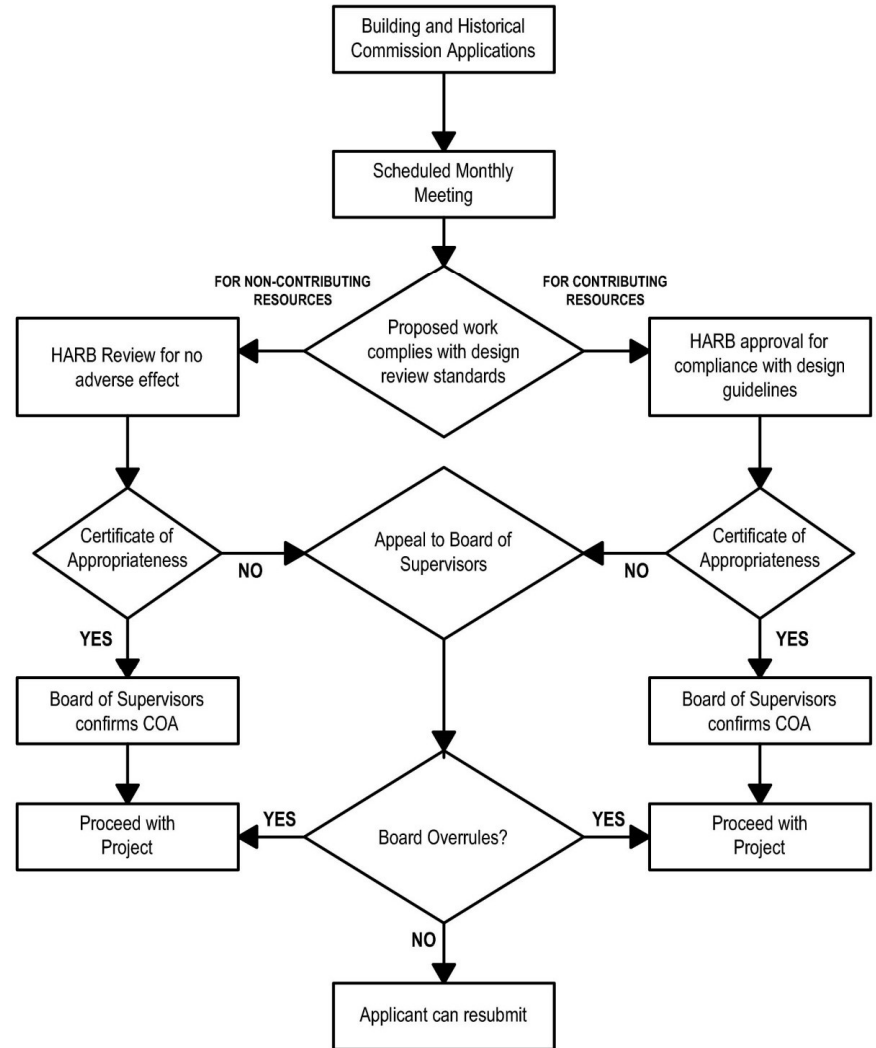 Building and Historical
Commission Applications
Scheduled Monthly
Meeting
FOR NON-CONTRIBUTING
RESOURCES
FOR CONTRIBUTING
RESOURCES
Proposed work
complies with design
review standards
HARB Review for no
adverse effect
HARB approval for
compliance with design
guidelines
Certificate of
Appropriateness
NO
Appeal to Board of
Supervisors
NO
Certificate of
Appropriateness
YES
YES
Board of Supervisors
confirms COA
Board of Supervisors
confirms COA
Proceed with
Project
YES
Board Overrules?
YES
Proceed with
Project
NO
Applicant can resubmit